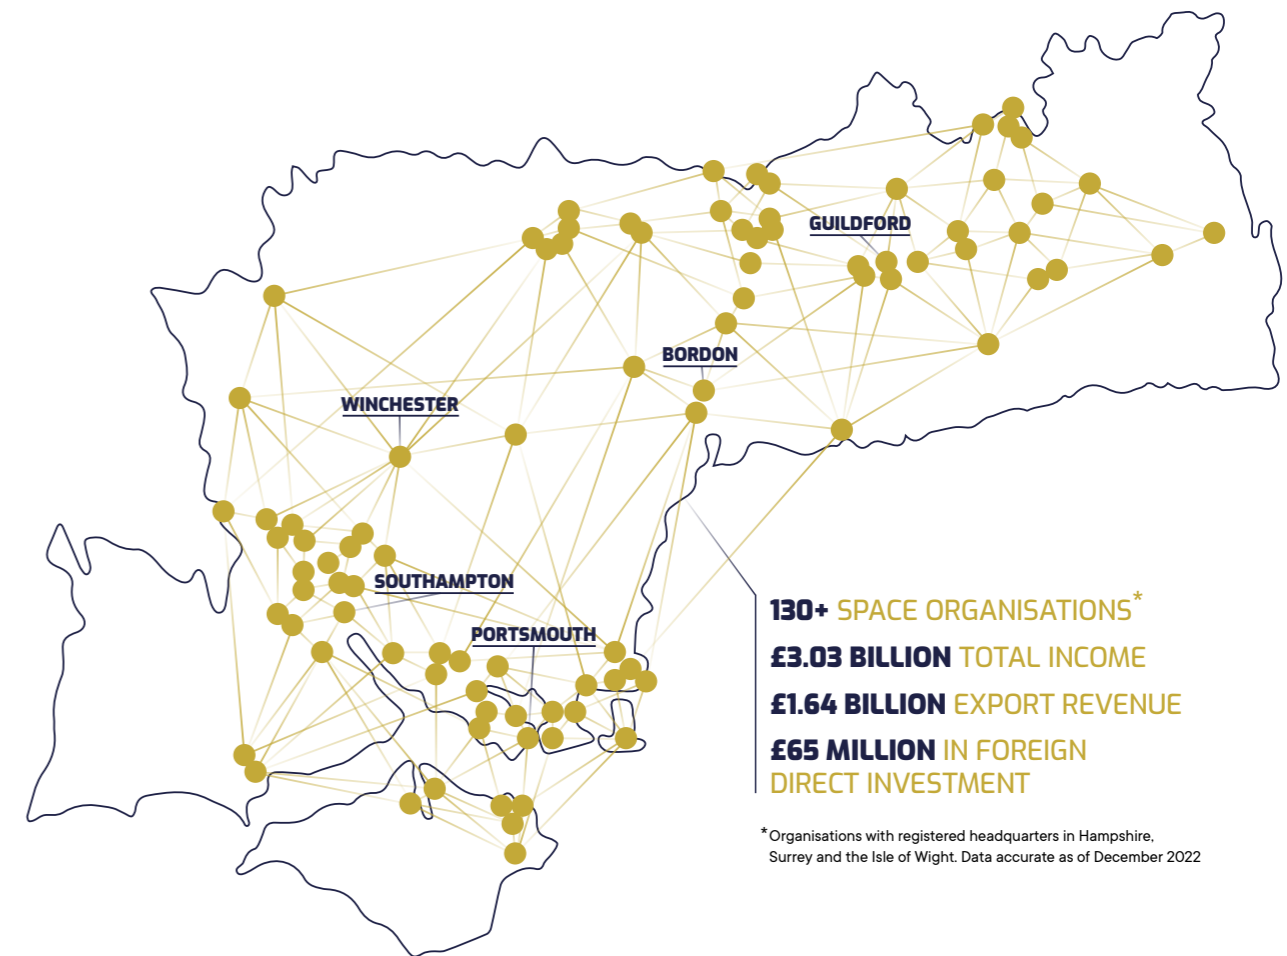 GUILDFORD
BORDON
WINCHESTER
SOUTHAMPTON
PORTSMOUTH
130+ SPACE ORGANISATIONS*
£3.03 BILLION TOTAL INCOME
£1.64 BILLION EXPORT REVENUE
£65 MILLION IN FOREIGN
DIRECT INVESTMENT
*Organisations with registered headquarters in Hampshire,
Surrey and the Isle of Wight. Data accurate as of December 2022